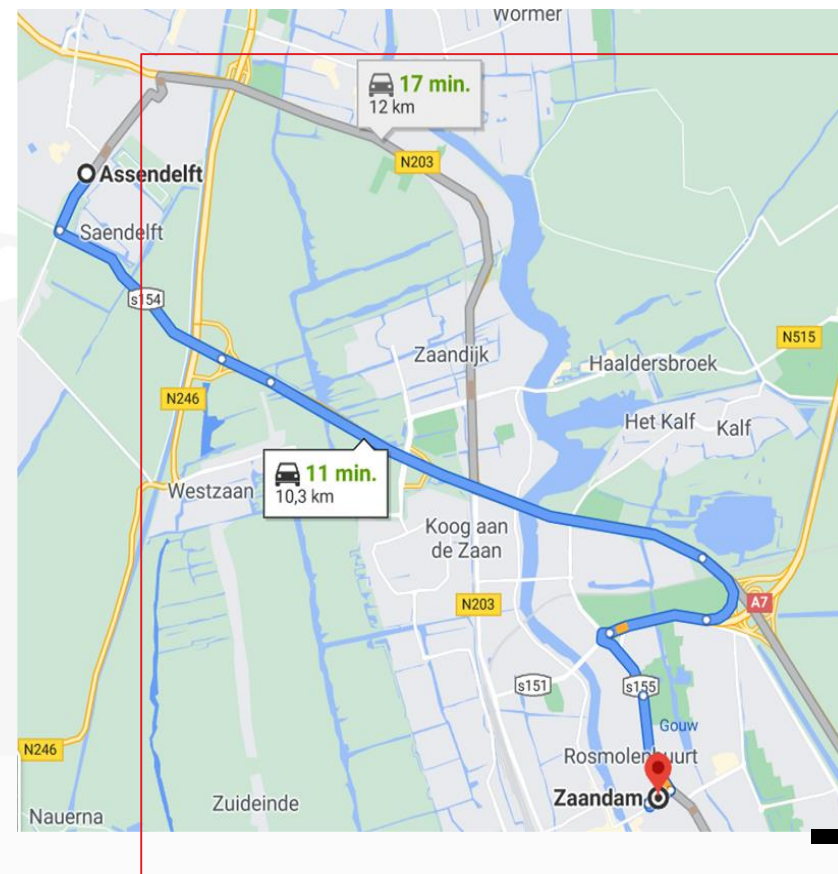 Wormer
17 min.
12 km
N203
Assendelft
Saendelft
s154
Zaandijk
N515
Haaldersbroek
N246
Het Kalf
Kalf
11 min.
10,3 km
Westzaan
Koog aan
de Zaan
A7
N203
s151
s155
Gouw
Rosmolenbuurt
N246
Zaandam
Zuideinde
Nauerna